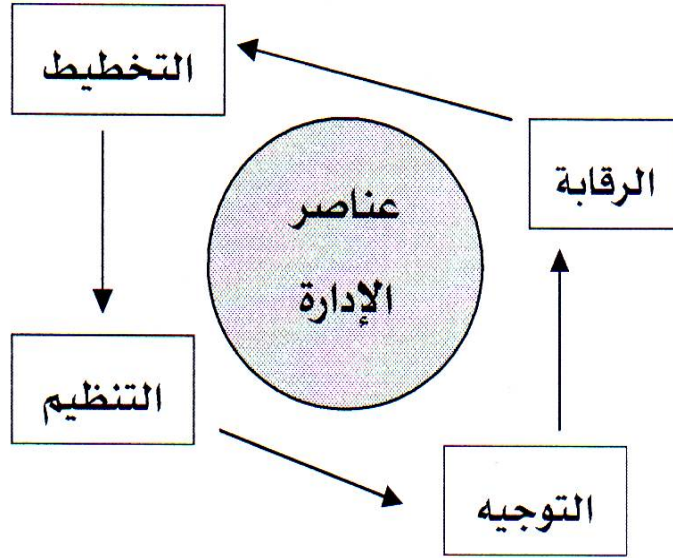 التخطيط
الرقابة
عناصر
الإدارة
التنظيم
التوجيه